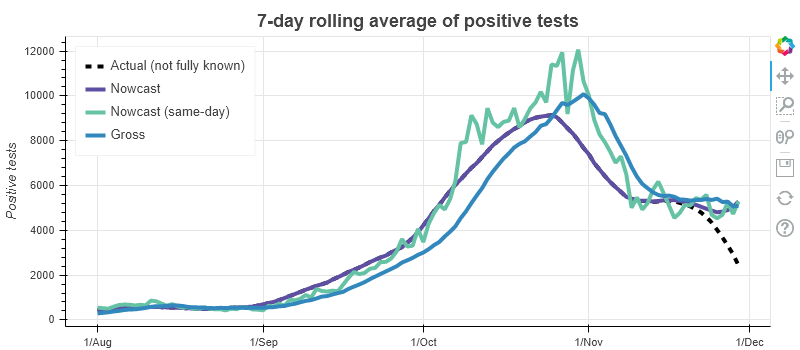 7-day rolling average of positive tests
Actual (not fully known)
Nowcast
Nowcast (same-day)
Gross
Positive tests
12000
10000
8000
6000
4000
2000
0
1/Aug
1/Sep
1/Oct
1/Nov
1/Dec